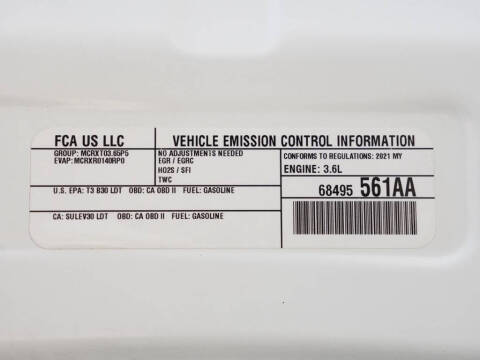 FCA US LLC
GROUP: MCRXT03.65P5
EVAP: MCRXR0140RP0
VEHICLE EMISSION CONTROL INFORMATION
NO ADJUSTMENTS NEEDED
EGR / EGRC
HO2S / SFI
TWC
CONFORMS TO REGULATIONS: 2021 MY
ENGINE: 3.6L
U.S. EPA: T3 B30 LDT OBD: CA OBD II FUEL: GASOLINE
68495 561AA
CA: SULEV30 LDT OBD: CA OBD II FUEL: GASOLINE